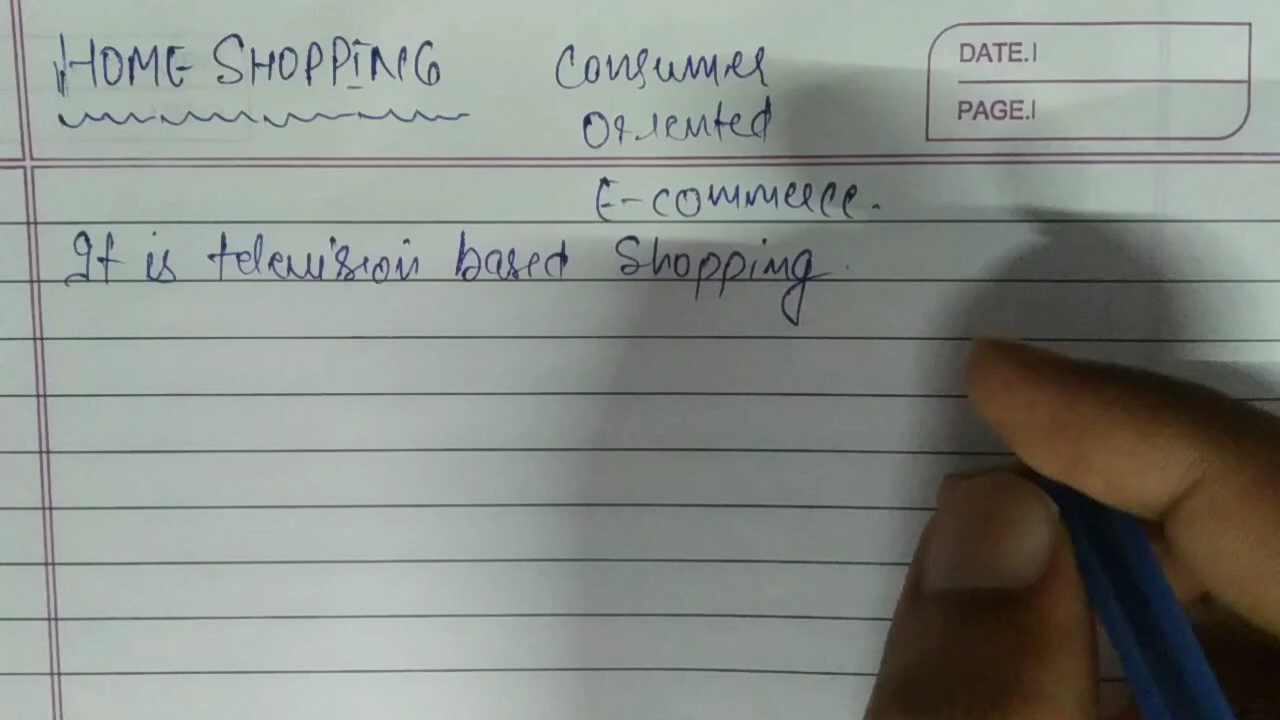 HOME SHOPPING
Consumer
Oriented
E-commerce.
DATE.
PAGE.
It is television based Shopping.